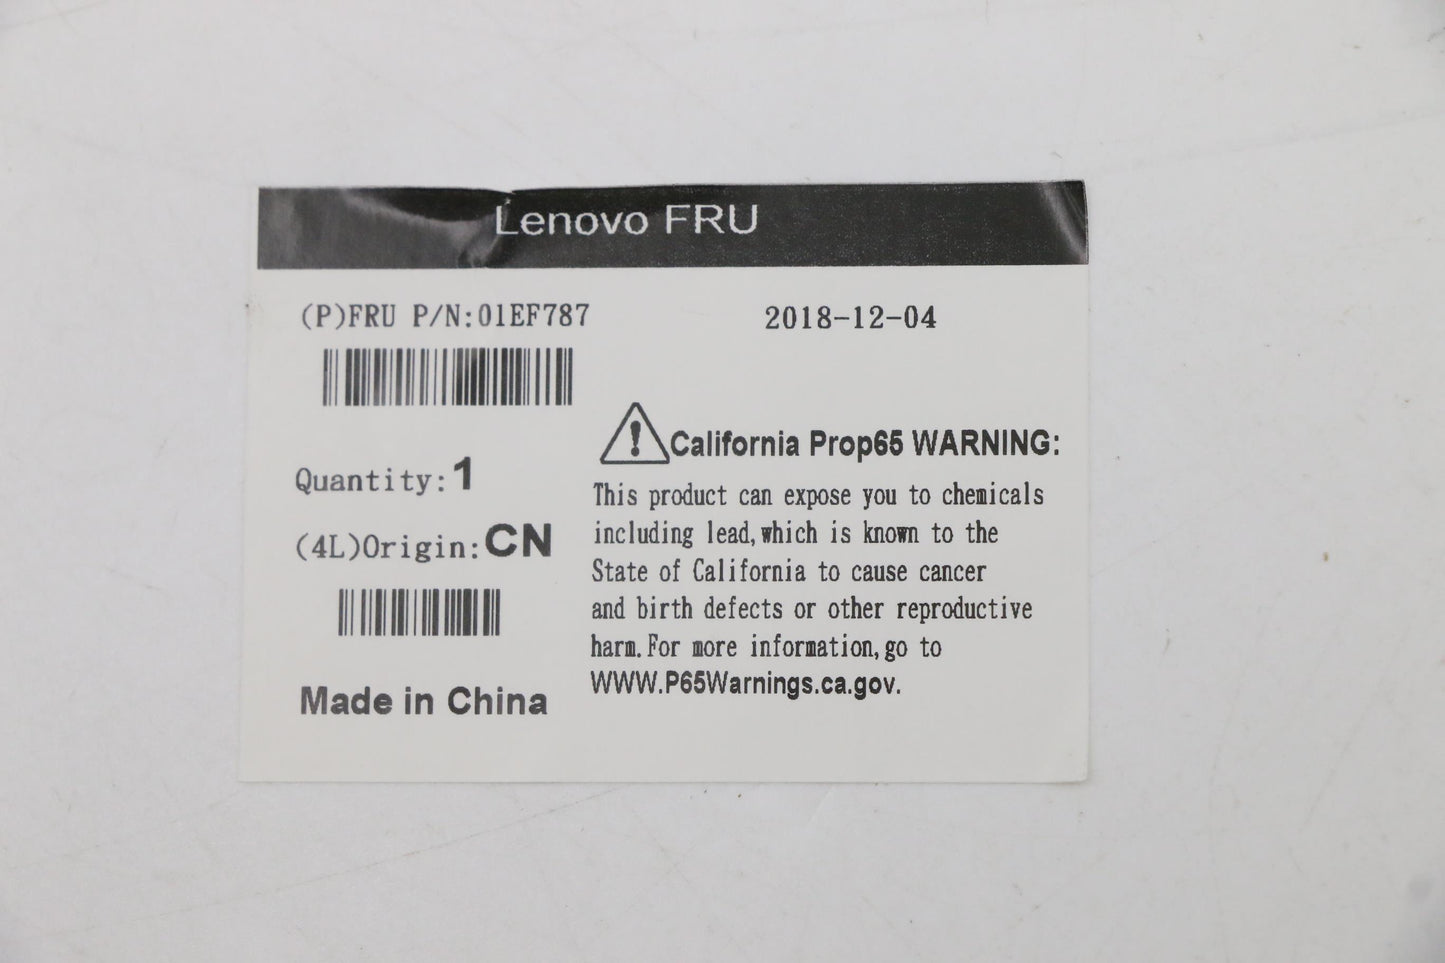 Lenovo FRU
(P)FRU P/N:01EF787
2018-12-04
Quantity:1
(4L)Origin:CN
Made in China
California Prop65 WARNING:
This product can expose you to chemicals
including lead,which is known to the
State of California to cause cancer
and birth defects or other reproductive
harm.For more information,go to
WWW.P65Warnings.ca.gov.